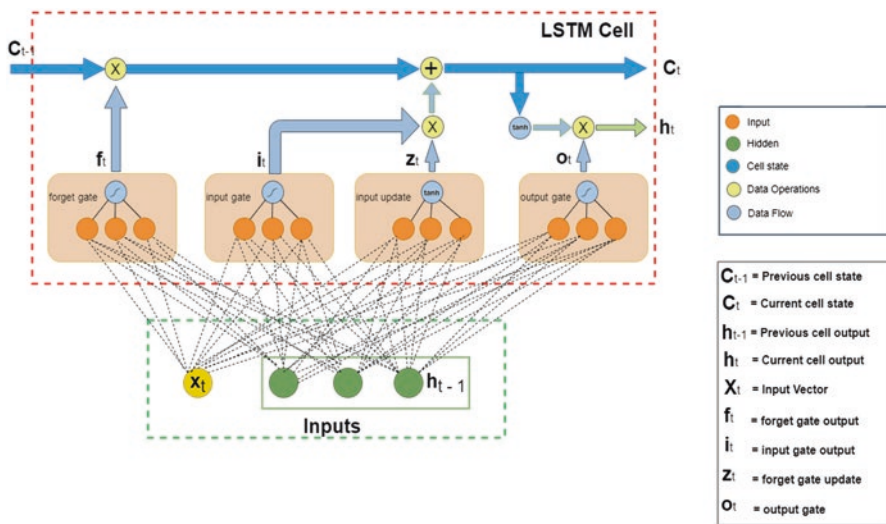 LSTM Cell
Ct-1
X
+
Ct
tanh
X
ht
X
ft
it
zt
ot
forget gate
input gate
input update
tanh
output gate
xt
ht - 1
Inputs
Input
Hidden
Cell state
Data Operations
Data Flow
Ct-1 = Previous cell state
Ct = Current cell state
ht-1 = Previous cell output
ht = Current cell output
Xt = Input Vector
ft = forget gate output
it = input gate output
zt = forget gate update
ot = output gate